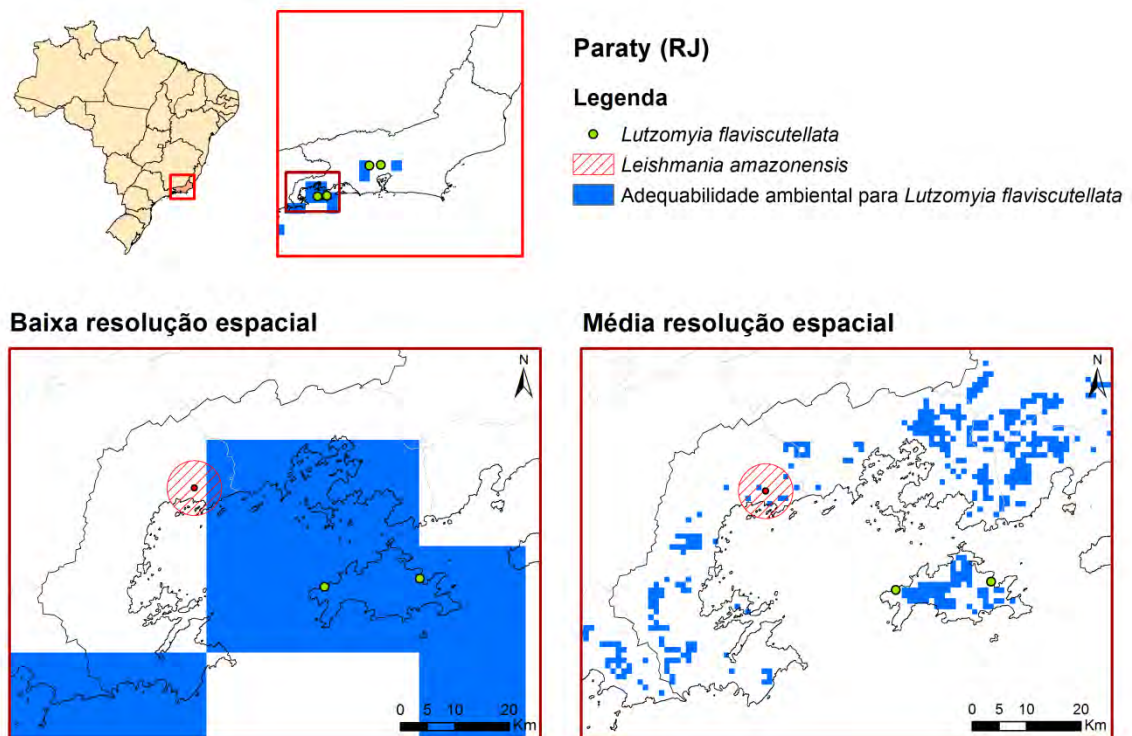 Paraty (RJ)
Legenda
Lutzomyia flaviscutellata
Leishmania amazonensis
Adequabilidade ambiental para Lutzomyia flaviscutellata
Baixa resolução espacial
Média resolução espacial
N
N
0 5 10 20
Km
0 5 10 20
Km